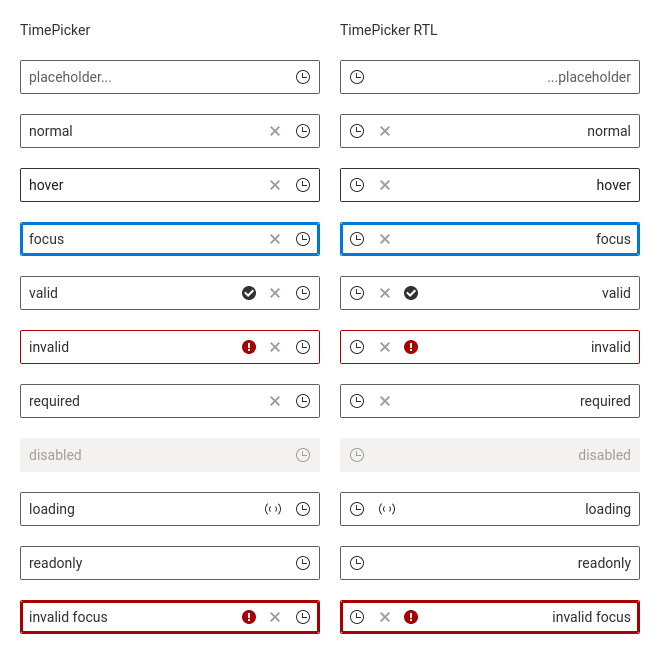 TimePicker
placeholder...
normal
hover
focus
valid
invalid
required
disabled
loading
readonly
invalid focus
TimePicker RTL
...placeholder
normal
hover
focus
valid
invalid
required
disabled
loading
readonly
invalid focus